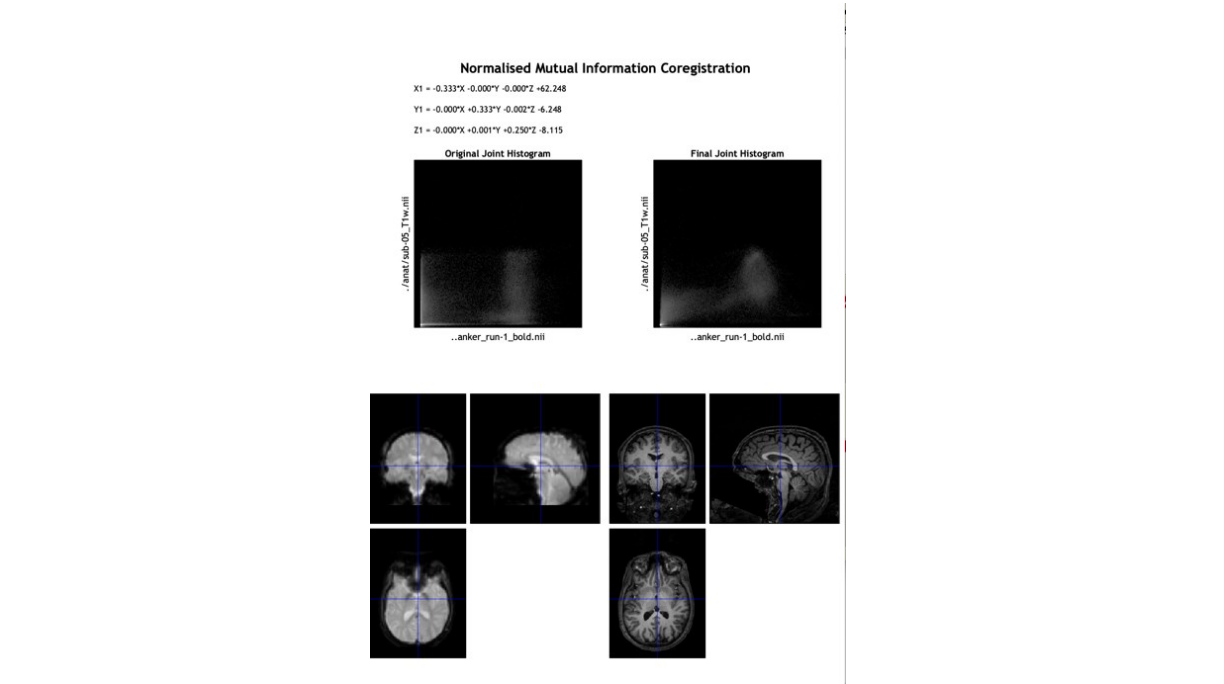 Normalised Mutual Information Coregistration
X1 = -0.333*X -0.000*Y -0.000*Z +62.248
Y1 = -0.000*X +0.333*Y -0.002*Z -6.248
Z1 = -0.000*X +0.001*Y +0.250*Z -8.115
Original Joint Histogram
./anat/sub-05_T1w.nii
..anker_run-1_bold.nii
Final Joint Histogram
./anat/sub-05_T1w.nii
..anker_run-1_bold.nii